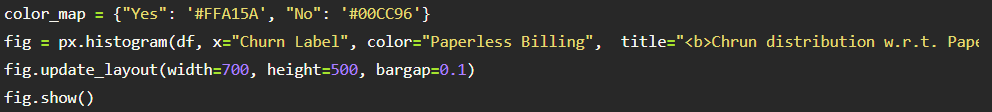 color_map = {"Yes": '#FFA15A', "No": '#00CC96'}
fig = px.histogram(df, x="Churn Label", color="Paperless Billing",  title="<b>Chrun distribution w.r.t. Pape
fig.update_layout(width=700, height=500, bargap=0.1)
fig.show()